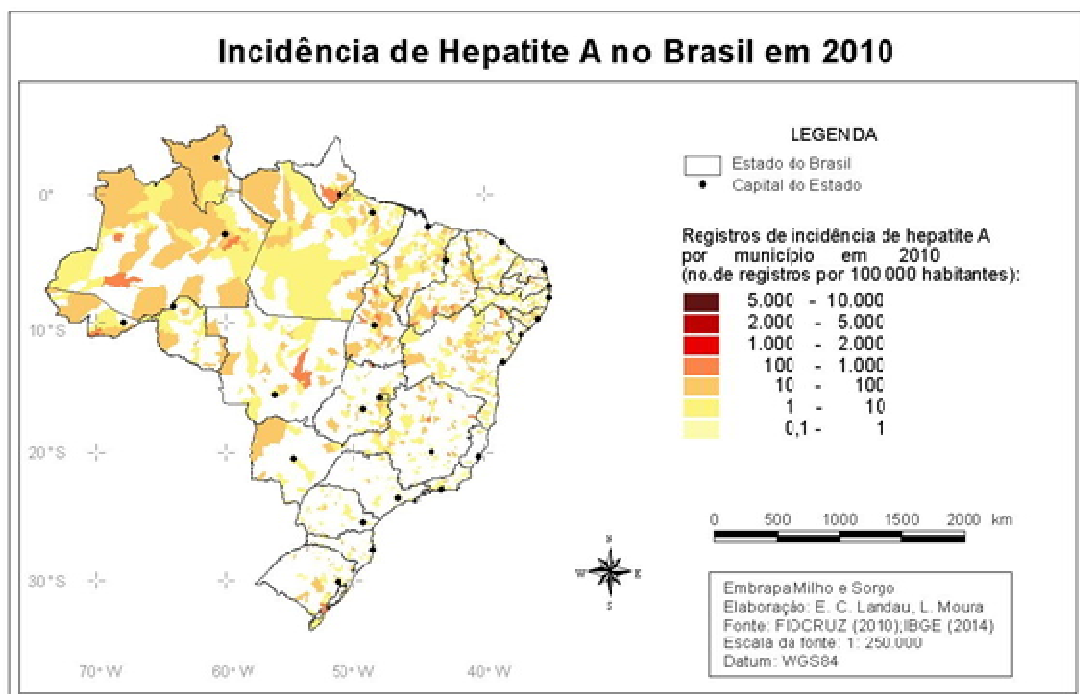 Incidência de Hepatite A no Brasil em 2010
LEGENDA
Estado do Brasil
Capital do Estado
Registros de incidência de hepatite A
por município em 2010
(no.de registros por 100 000 habitantes):
5.000 - 10.000
2.000 - 5.000
1.000 - 2.000
100 - 1.000
10 - 100
1 - 10
0,1 - 1
0°
10° S
20° S
30° S
70° W
60° W
50° W
40° W
0 500 1000 1500 2000 km
N
W E
S
Embrapa Milho e Sorgo
Elaboração: E. C. Landau, L. Moura
Fonte: FIOCRUZ (2010);IBGE (2014)
Escala da fonte: 1: 250.000
Datum: WGS84